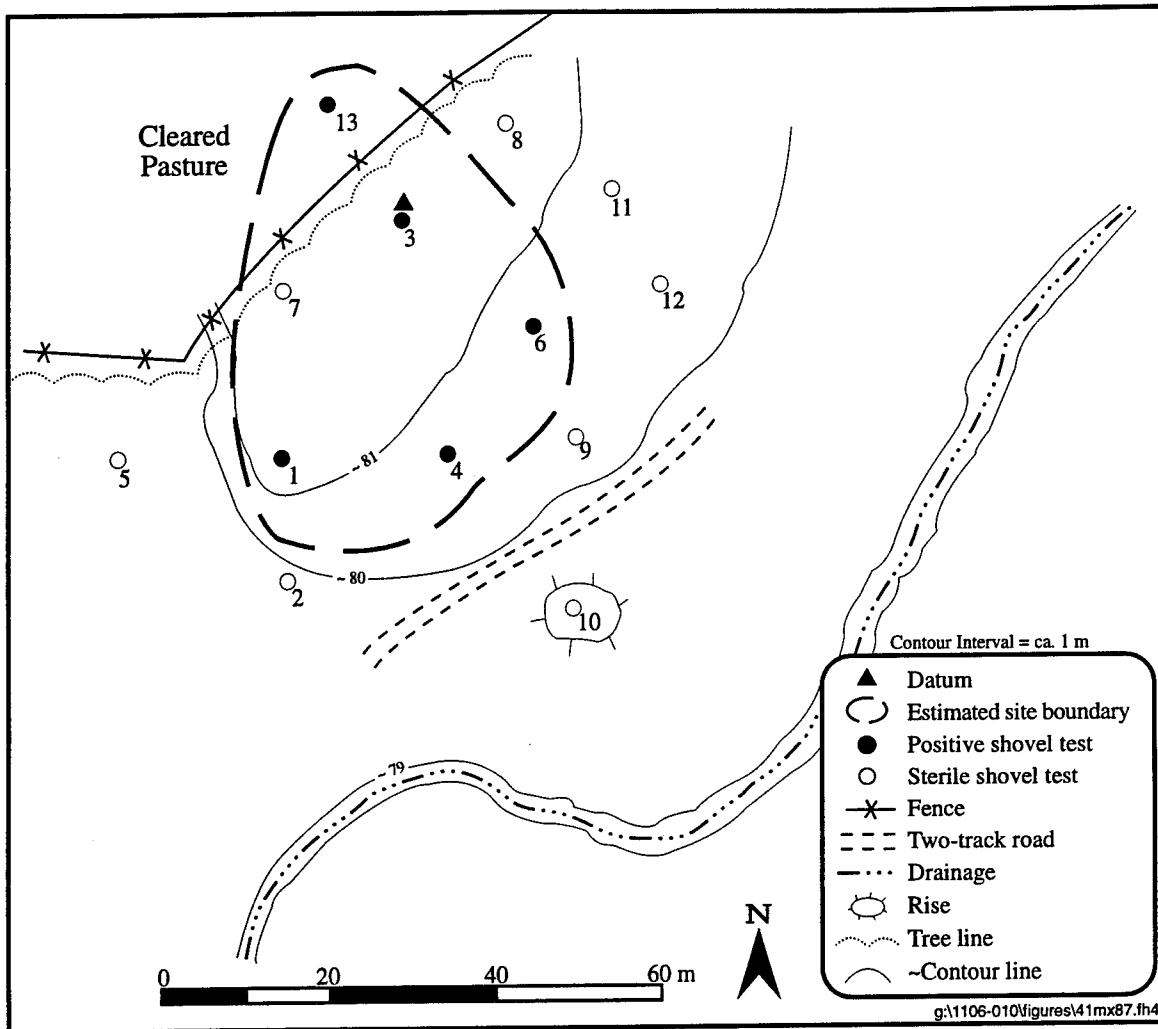 Cleared
Pasture
13
8
3
11
7
12
6
9
5
1
~81
4
2
~80
10
Contour Interval = ca. 1 m
Datum
Estimated site boundary
Positive shovel test
Sterile shovel test
Fence
Two-track road
Drainage
Rise
Tree line
~Contour line
~79
N
0 20 40 60 m
g:\1106-010\figures\41mx87.fh4